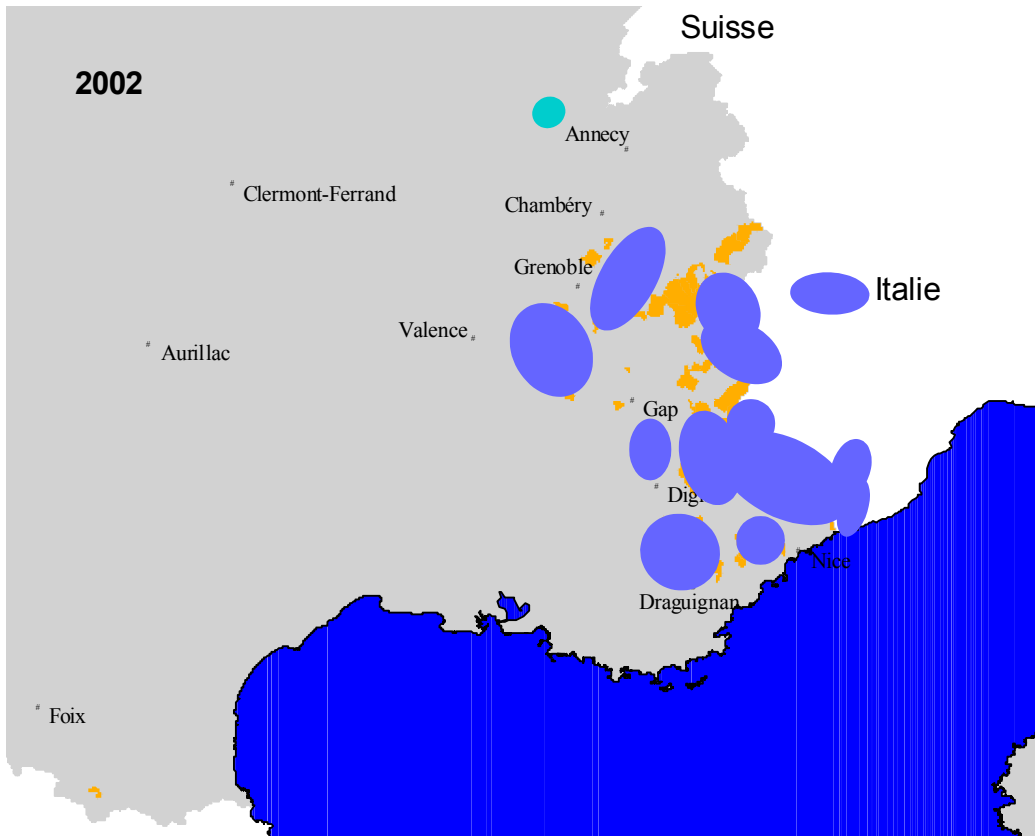 Suisse
2002
Annecy
Clermont-Ferrand
Chambéry
Grenoble
Italie
Valence
Aurillac
Gap
Nice
Draguignan
Foix